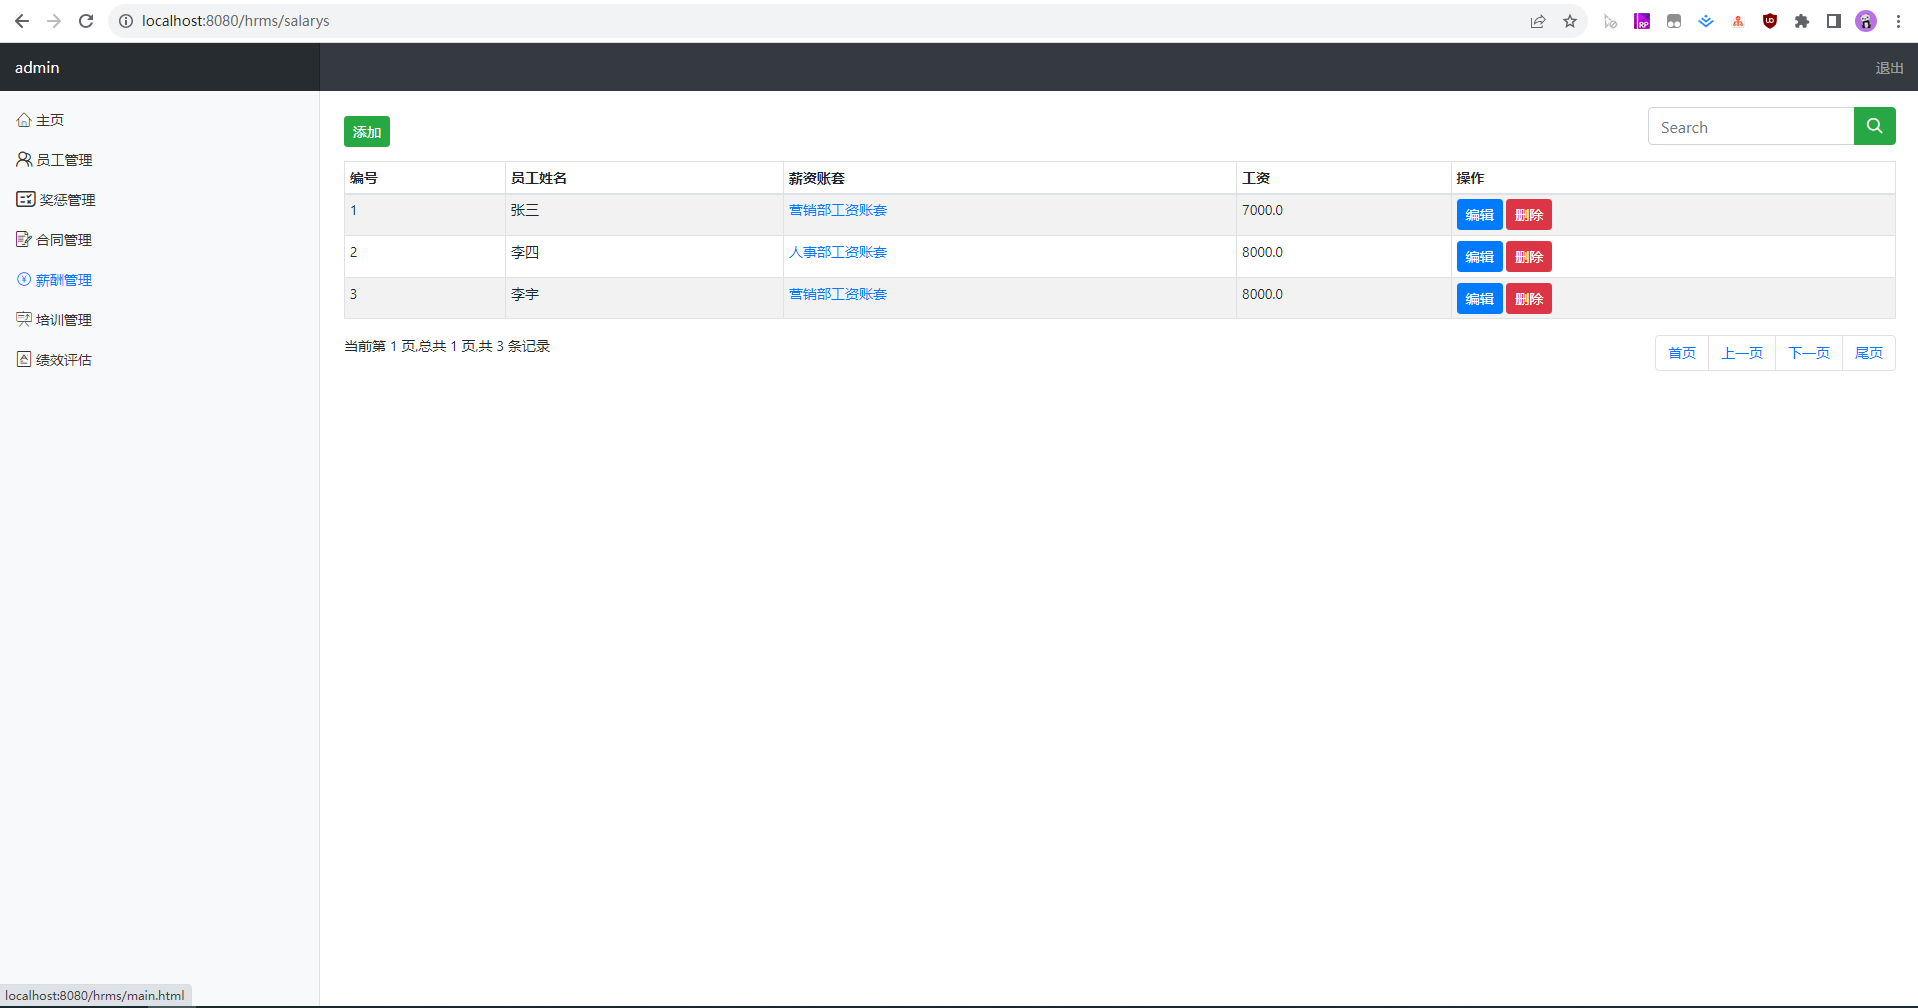 localhost:8080/hrms/salarys
admin
退出
主页
员工管理
奖惩管理
合同管理
薪酬管理
培训管理
绩效评估
添加
Search
编号 员工姓名 薪资账套 工资 操作
1 张三 营销部工资账套 7000.0 编辑 删除
2 李四 人事部工资账套 8000.0 编辑 删除
3 李宇 营销部工资账套 8000.0 编辑 删除
当前第 1 页,总共 1 页,共 3 条记录
首页 上一页 下一页 尾页
localhost:8080/hrms/main.html